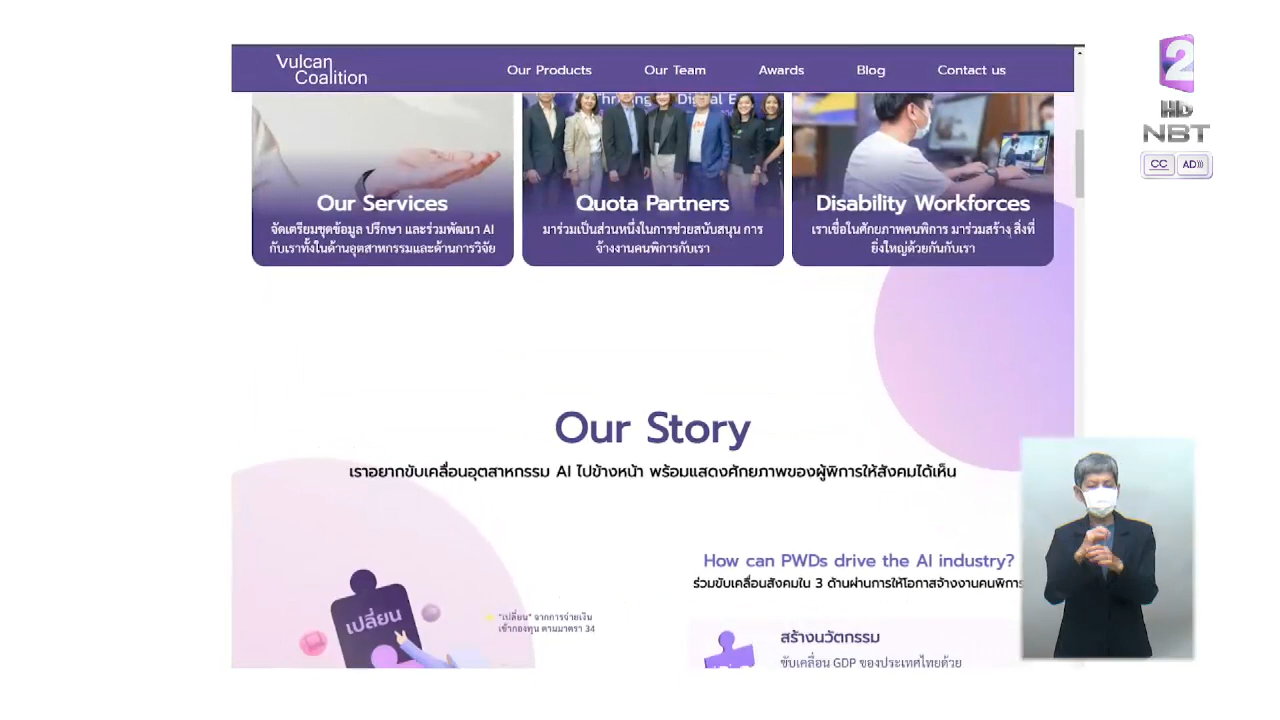 2
HD
NBT
CC AD
Vulcan
Coalition
Our Products Our Team Awards Blog Contact us
Our Services
จัดเตรียมชุดข้อมูล ปรึกษา และร่วมพัฒนา AI
กับเราทั้งในด้านอุตสาหกรรมและด้านการวิจัย
Quota Partners
มาร่วมเป็นส่วนหนึ่งในการช่วยสนับสนุน การ
จ้างงานคนพิการกับเรา
Disability Workforces
เราเชื่อในศักยภาพคนพิการ มาร่วมสร้าง สิ่งที่
ยิ่งใหญ่ด้วยกันกับเรา
Our Story
เราอยากขับเคลื่อนอุตสาหกรรม AI ไปข้างหน้า พร้อมแสดงศักยภาพของผู้พิการให้สังคมได้เห็น
เปลี่ยน
"เปลี่ยน" จากการจ่ายเงิน
เข้ากองทุน ตามมาตรา 34
How can PWDs drive the AI industry?
ร่วมขับเคลื่อนสังคมใน 3 ด้านผ่านการให้โอกาสจ้างงานคนพิการ
สร้างนวัตกรรม
ขับเคลื่อน GDP ของประเทศไทยด้วย